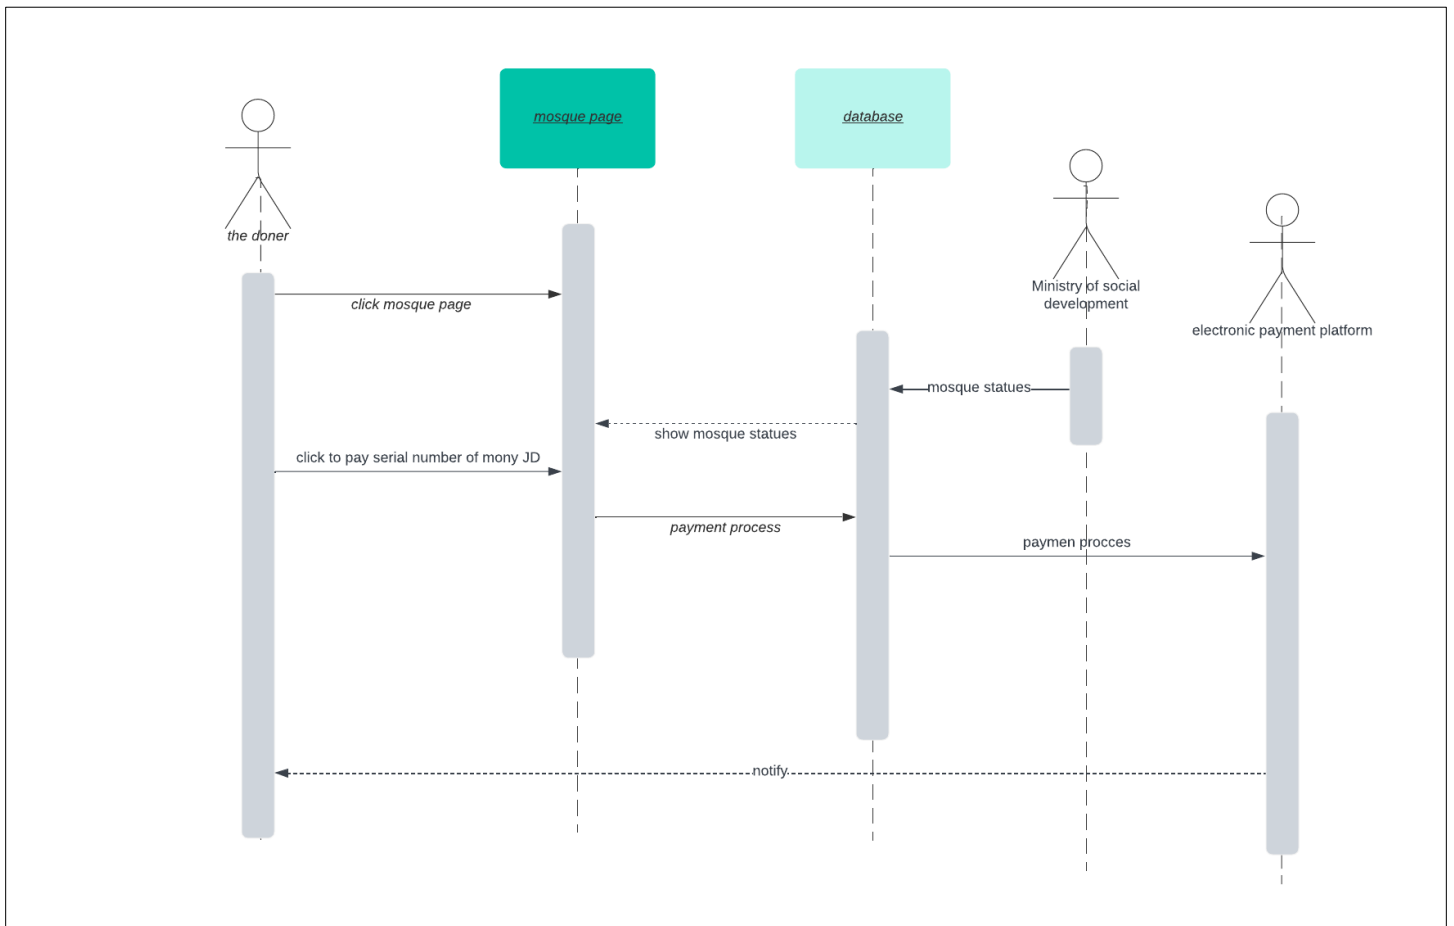 mosque page
database
the doner
Ministry of social
development
electronic payment platform
click mosque page
mosque statues
show mosque statues
click to pay serial number of mony JD
payment process
paymen procces
notify